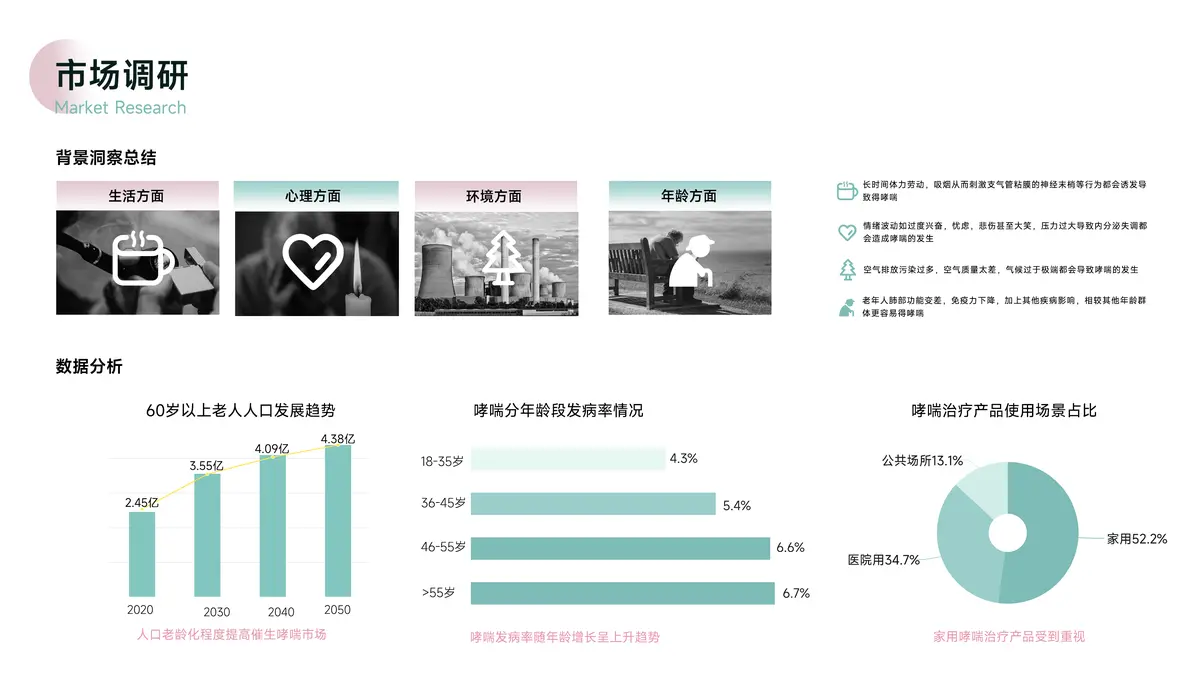 市场调研
Market Research
背景洞察总结
生活方面
心理方面
环境方面
年龄方面
长时间体力劳动，吸烟从而刺激支气管粘膜的神经末梢等行为都会诱发导
致得哮喘
情绪波动如过度兴奋，忧虑，悲伤甚至大笑，压力过大导致内分泌失调都
会造成哮喘的发生
空气排放污染过多，空气质量太差，气候过于极端都会导致哮喘的发生
老年人肺部功能变差，免疫力下降，加上其他疾病影响，相较其他年龄群
体更容易得哮喘
数据分析
60岁以上老人人口发展趋势
2.45亿
3.55亿
4.09亿
4.38亿
2020
2030
2040
2050
人口老龄化程度提高催生哮喘市场
哮喘分年龄段发病率情况
18-35岁
4.3%
36-45岁
5.4%
46-55岁
6.6%
>55岁
6.7%
哮喘发病率随年龄增长呈上升趋势
哮喘治疗产品使用场景占比
公共场所13.1%
家用52.2%
医院用34.7%
家用哮喘治疗产品受到重视